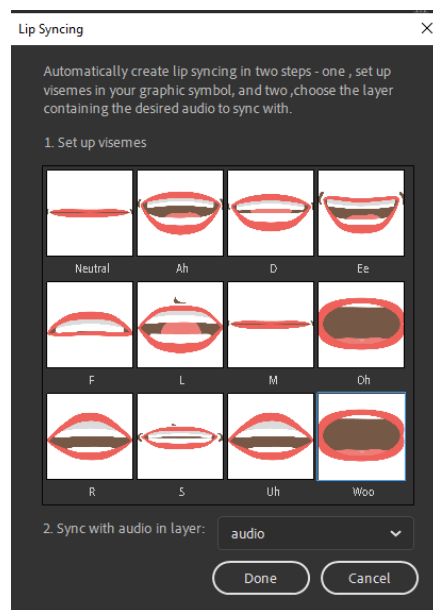 Lip Syncing
Automatically create lip syncing in two steps - one , set up
visemes in your graphic symbol, and two ,choose the layer
containing the desired audio to sync with.
1. Set up visemes
Neutral Ah D Ee
F L M Oh
R S Uh Woo
2. Sync with audio in layer: audio
Done Cancel